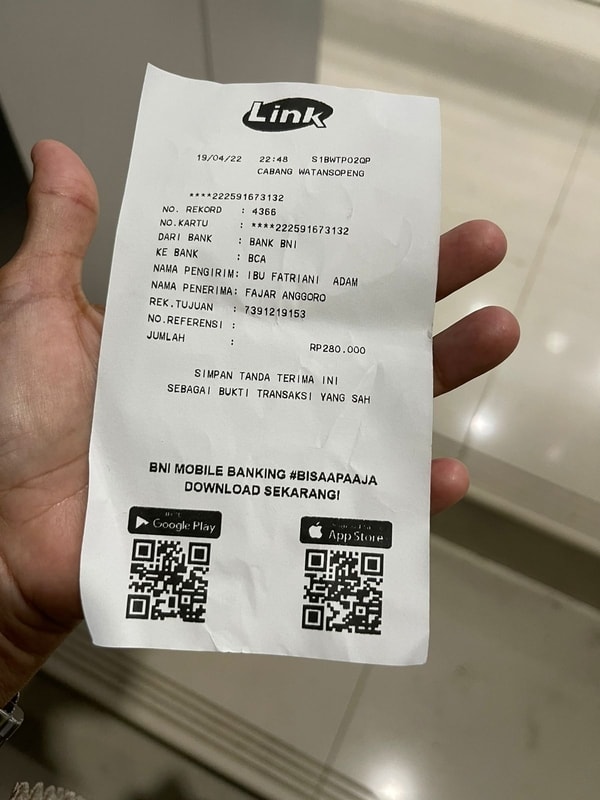 Link
19/04/22 22:48 S1BWTP02QP
CABANG WATANSOPENG
****222591673132
NO. REKORD : 4366
NO.KARTU : ****222591673132
DARI BANK : BANK BNI
KE BANK : BCA
NAMA PENGIRIM: IBU FATRIANI ADAM
NAMA PENERIMA: FAJAR ANGGORO
REK.TUJUAN : 7391219153
NO.REFERENSI :
JUMLAH : RP280.000
SIMPAN TANDA TERIMA INI
SEBAGAI BUKTI TRANSAKSI YANG SAH
BNI MOBILE BANKING #BISAAPAAJA
DOWNLOAD SEKARANG!
Google Play
App Store